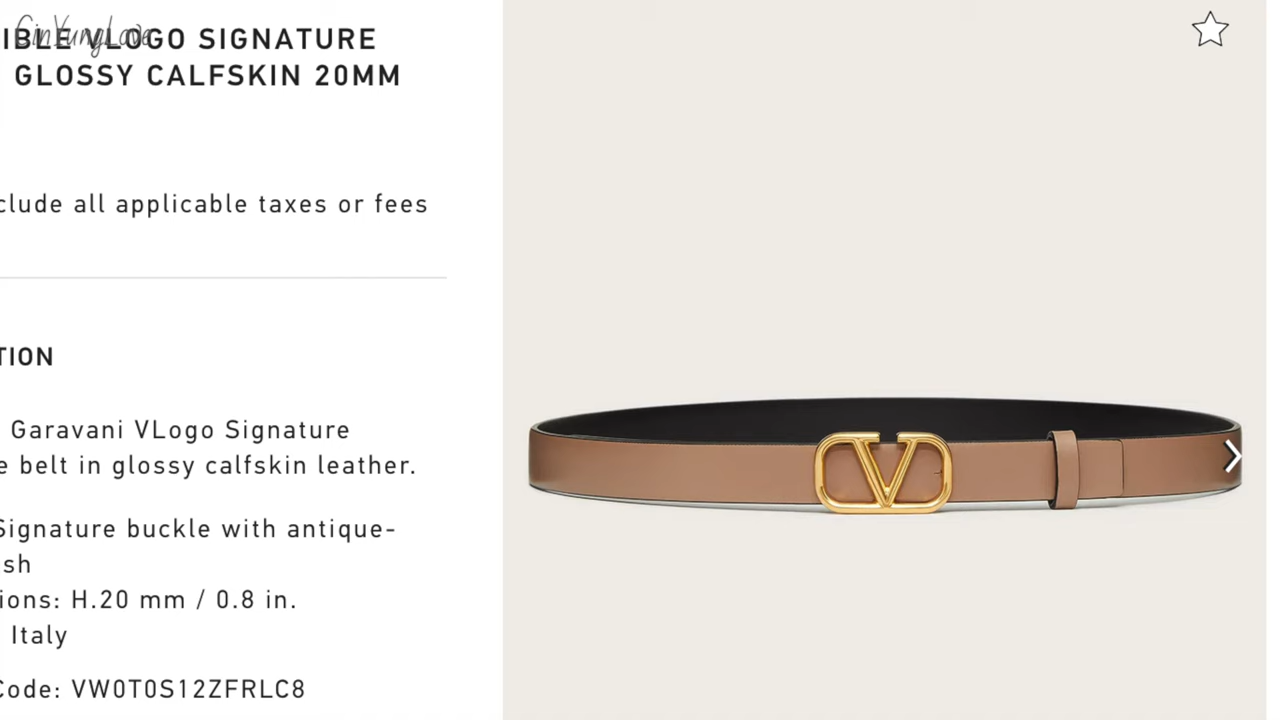 CinYungLove
IBLE VLOGO SIGNATURE
GLOSSY CALFSKIN 20MM
clude all applicable taxes or fees
TION
Garavani VLogo Signature
e belt in glossy calfskin leather.
Signature buckle with antique-
sh
ions: H.20 mm / 0.8 in.
Italy
Code: VW0T0S12ZFRLC8